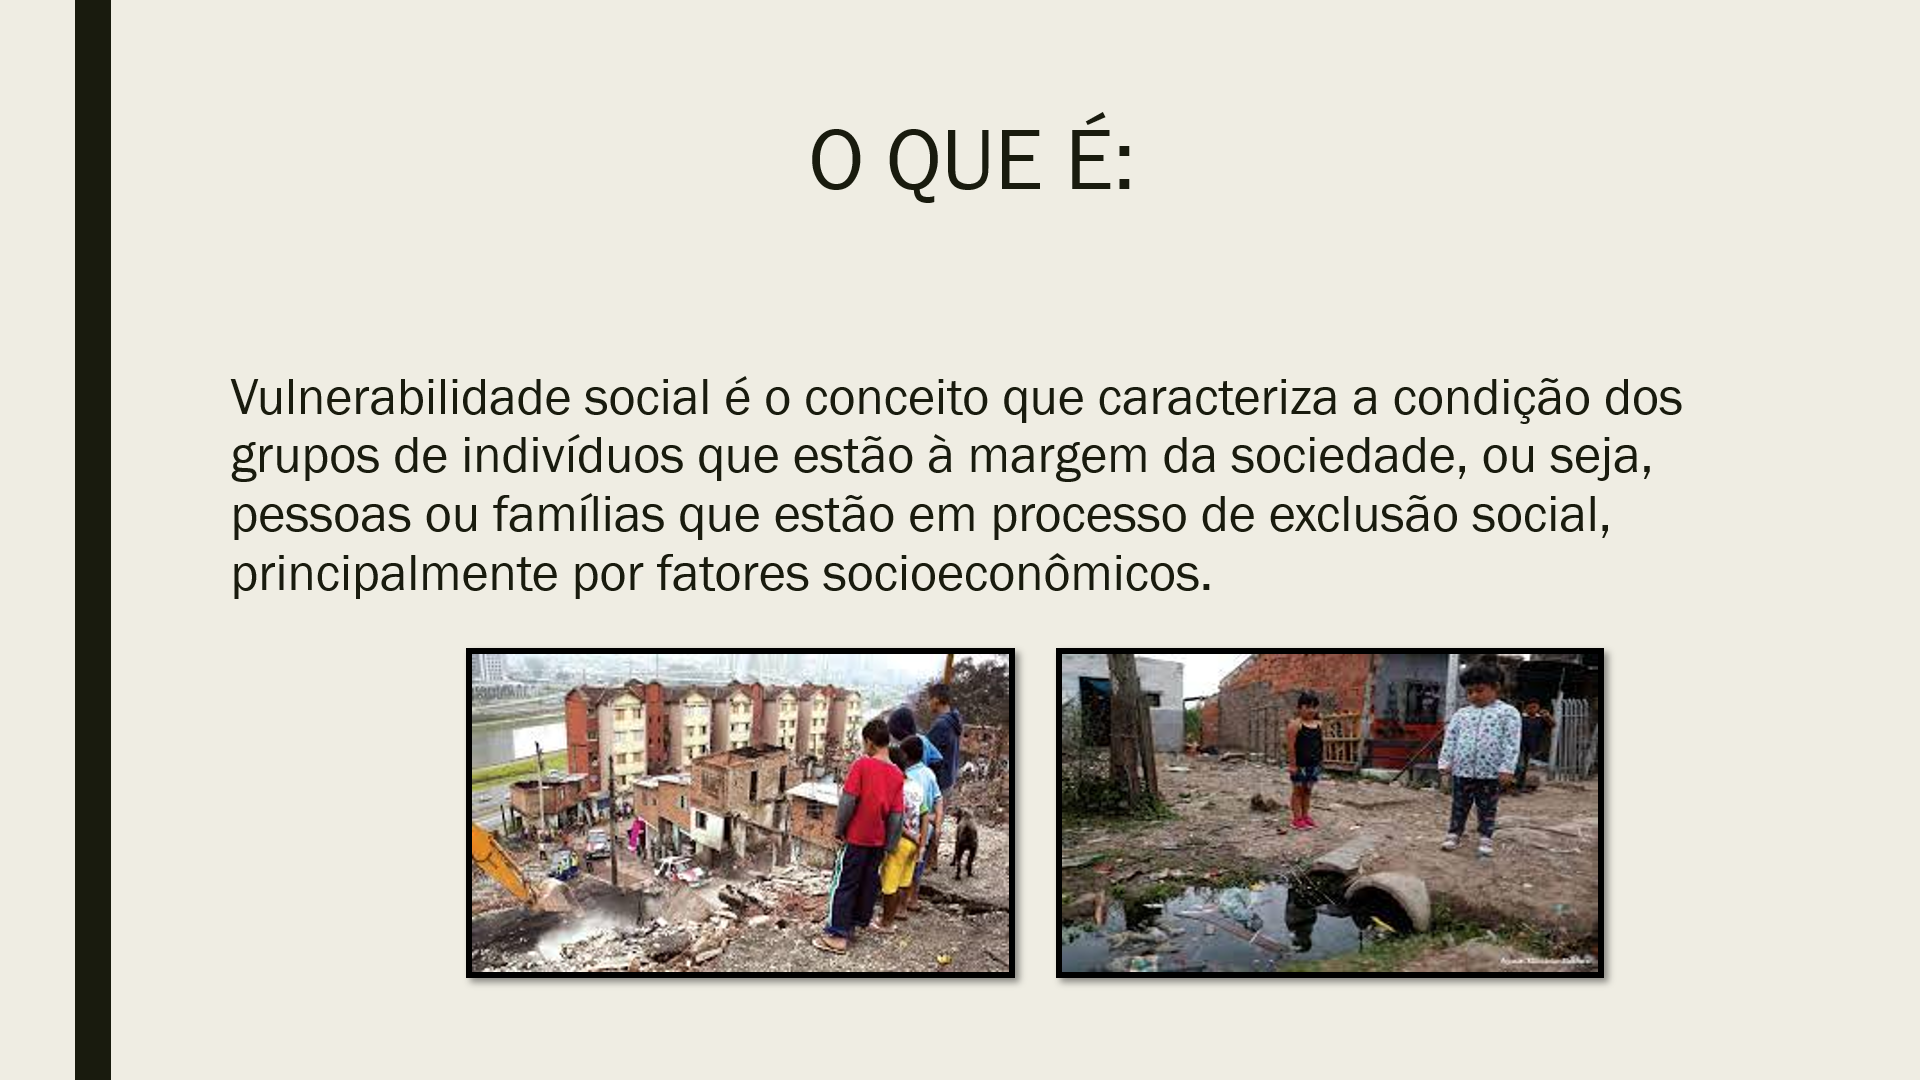 O QUE É:
Vulnerabilidade social é o conceito que caracteriza a condição dos
grupos de indivíduos que estão à margem da sociedade, ou seja,
pessoas ou famílias que estão em processo de exclusão social,
principalmente por fatores socioeconômicos.